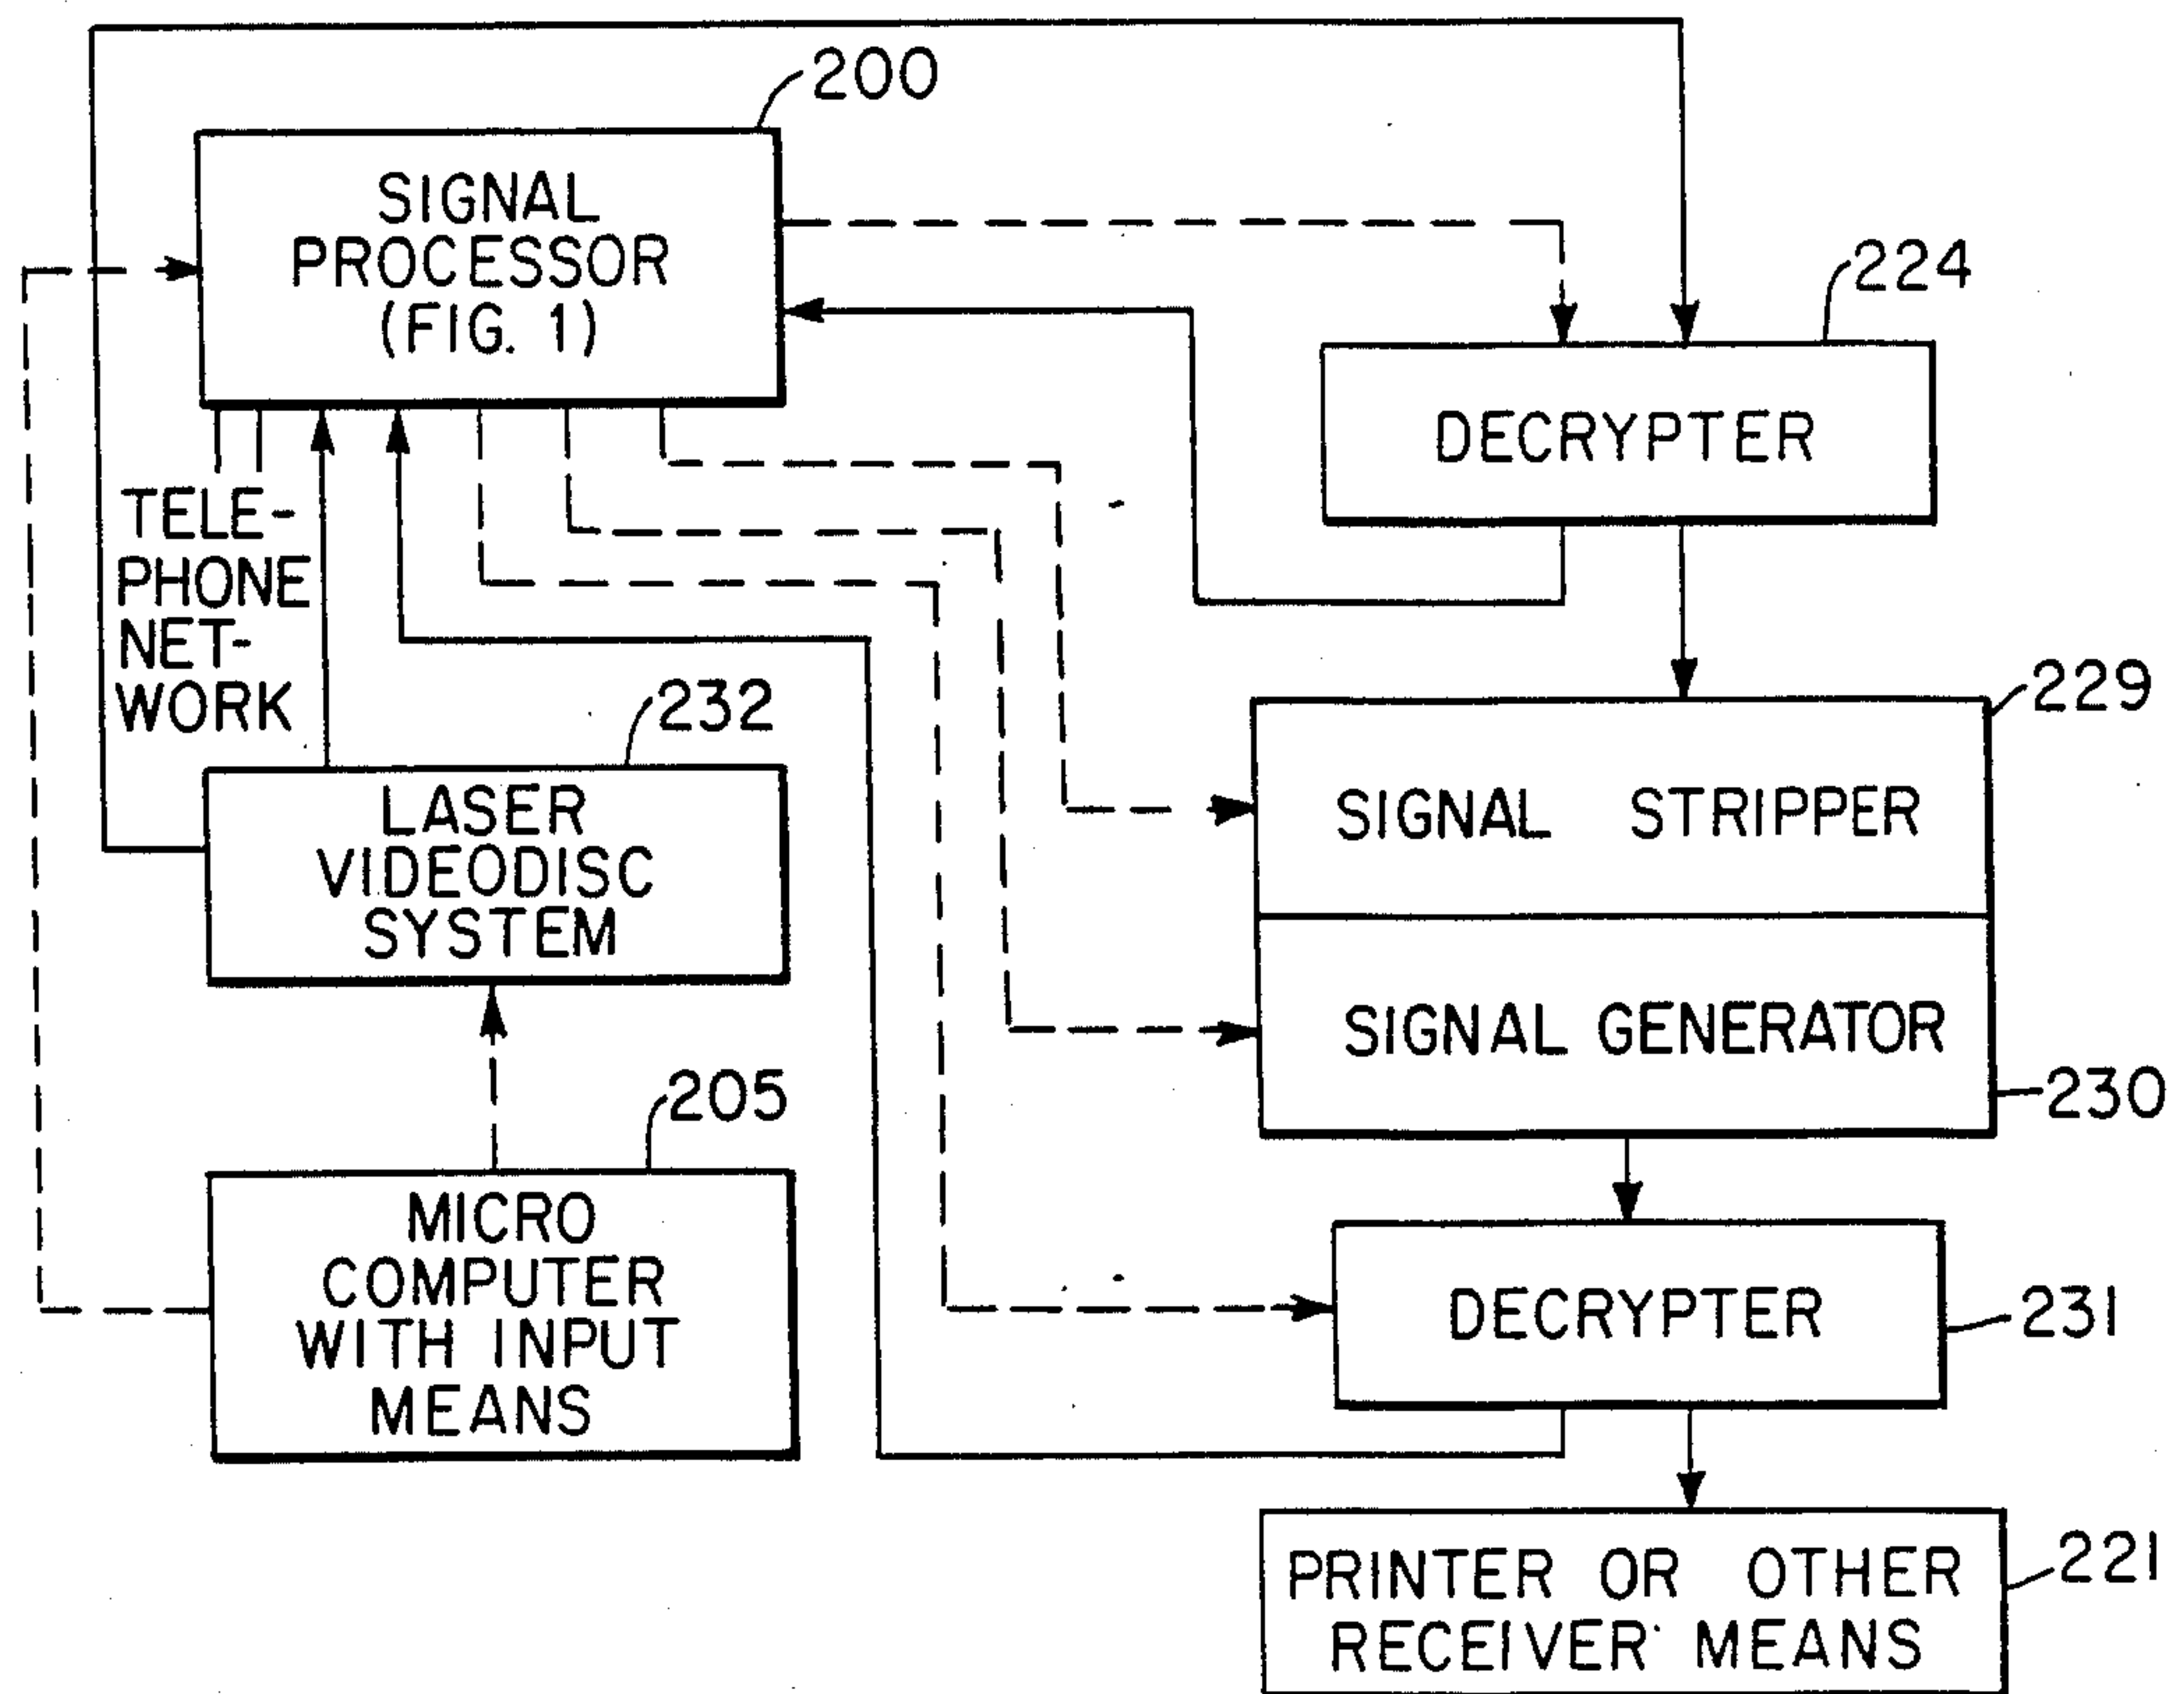 200
SIGNAL
PROCESSOR
(FIG. 1)
224
DECRYPTER
TELE-
PHONE
NET-
WORK
232
229
LASER
VIDEODISC
SYSTEM
SIGNAL STRIPPER
SIGNAL GENERATOR
230
205
MICRO
COMPUTER
WITH INPUT
MEANS
DECRYPTER
231
PRINTER OR OTHER
RECEIVER MEANS
221